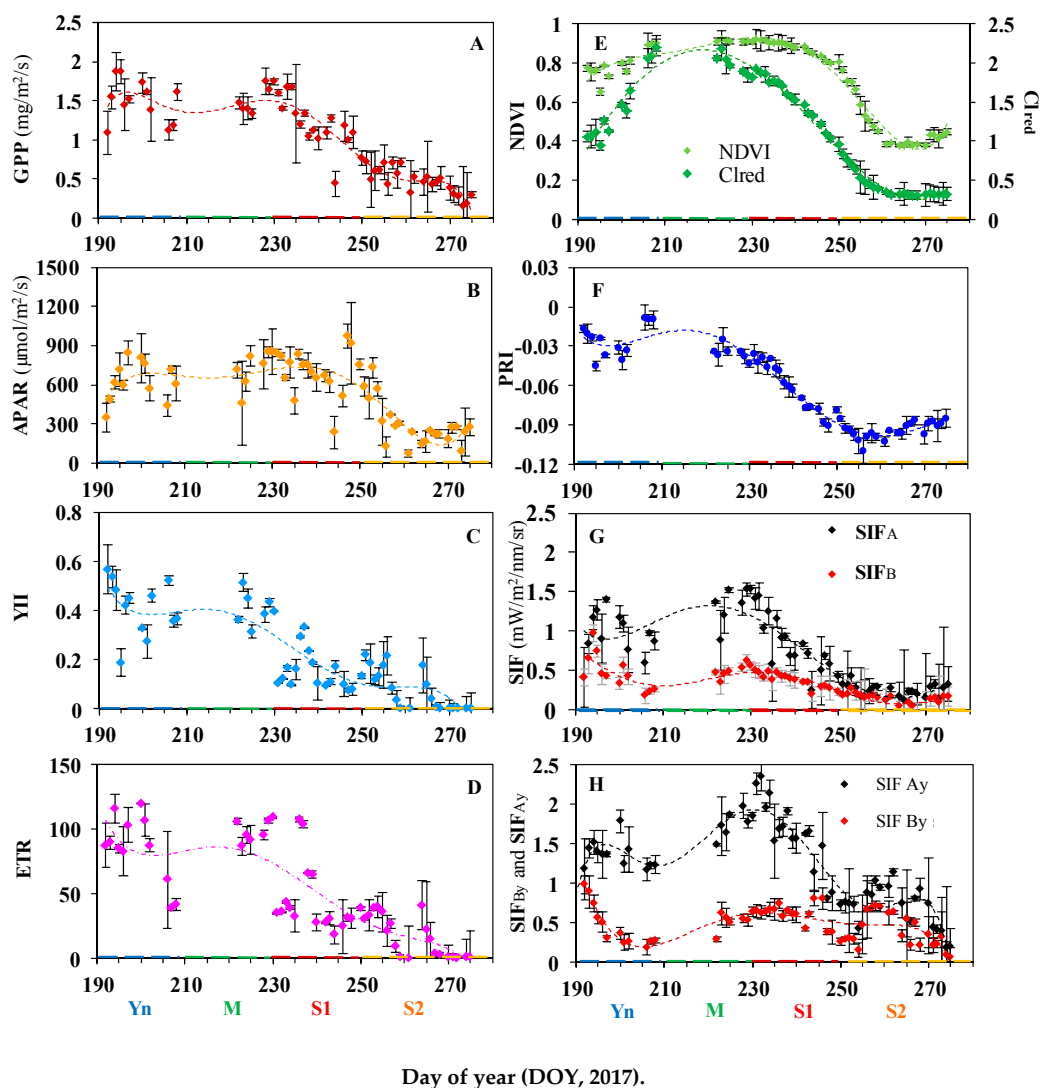 A
GPP (mg/m²/s)
2.5
2
1.5
1
0.5
0
190 210 230 250 270
E
NDVI
1
0.8
0.6
0.4
0.2
0
CIred
2.5
2
1.5
1
0.5
0
NDVI
CIred
190 210 230 250 270
B
APAR (µmol/m²/s)
1500
1200
900
600
300
0
190 210 230 250 270
F
PRI
0.03
0
-0.03
-0.06
-0.09
-0.12
190 210 230 250 270
C
YII
0.8
0.6
0.4
0.2
0
190 210 230 250 270
G
SIF (mW/m²/nm/sr)
2.5
2
1.5
1
0.5
0
SIFA
SIFB
190 210 230 250 270
D
ETR
150
100
50
0
190 210 230 250 270
Yn M S1 S2
H
SIFBy and SIFAy
2.5
2
1.5
1
0.5
0
SIF Ay
SIF By
190 210 230 250 270
Yn M S1 S2
Day of year (DOY, 2017).